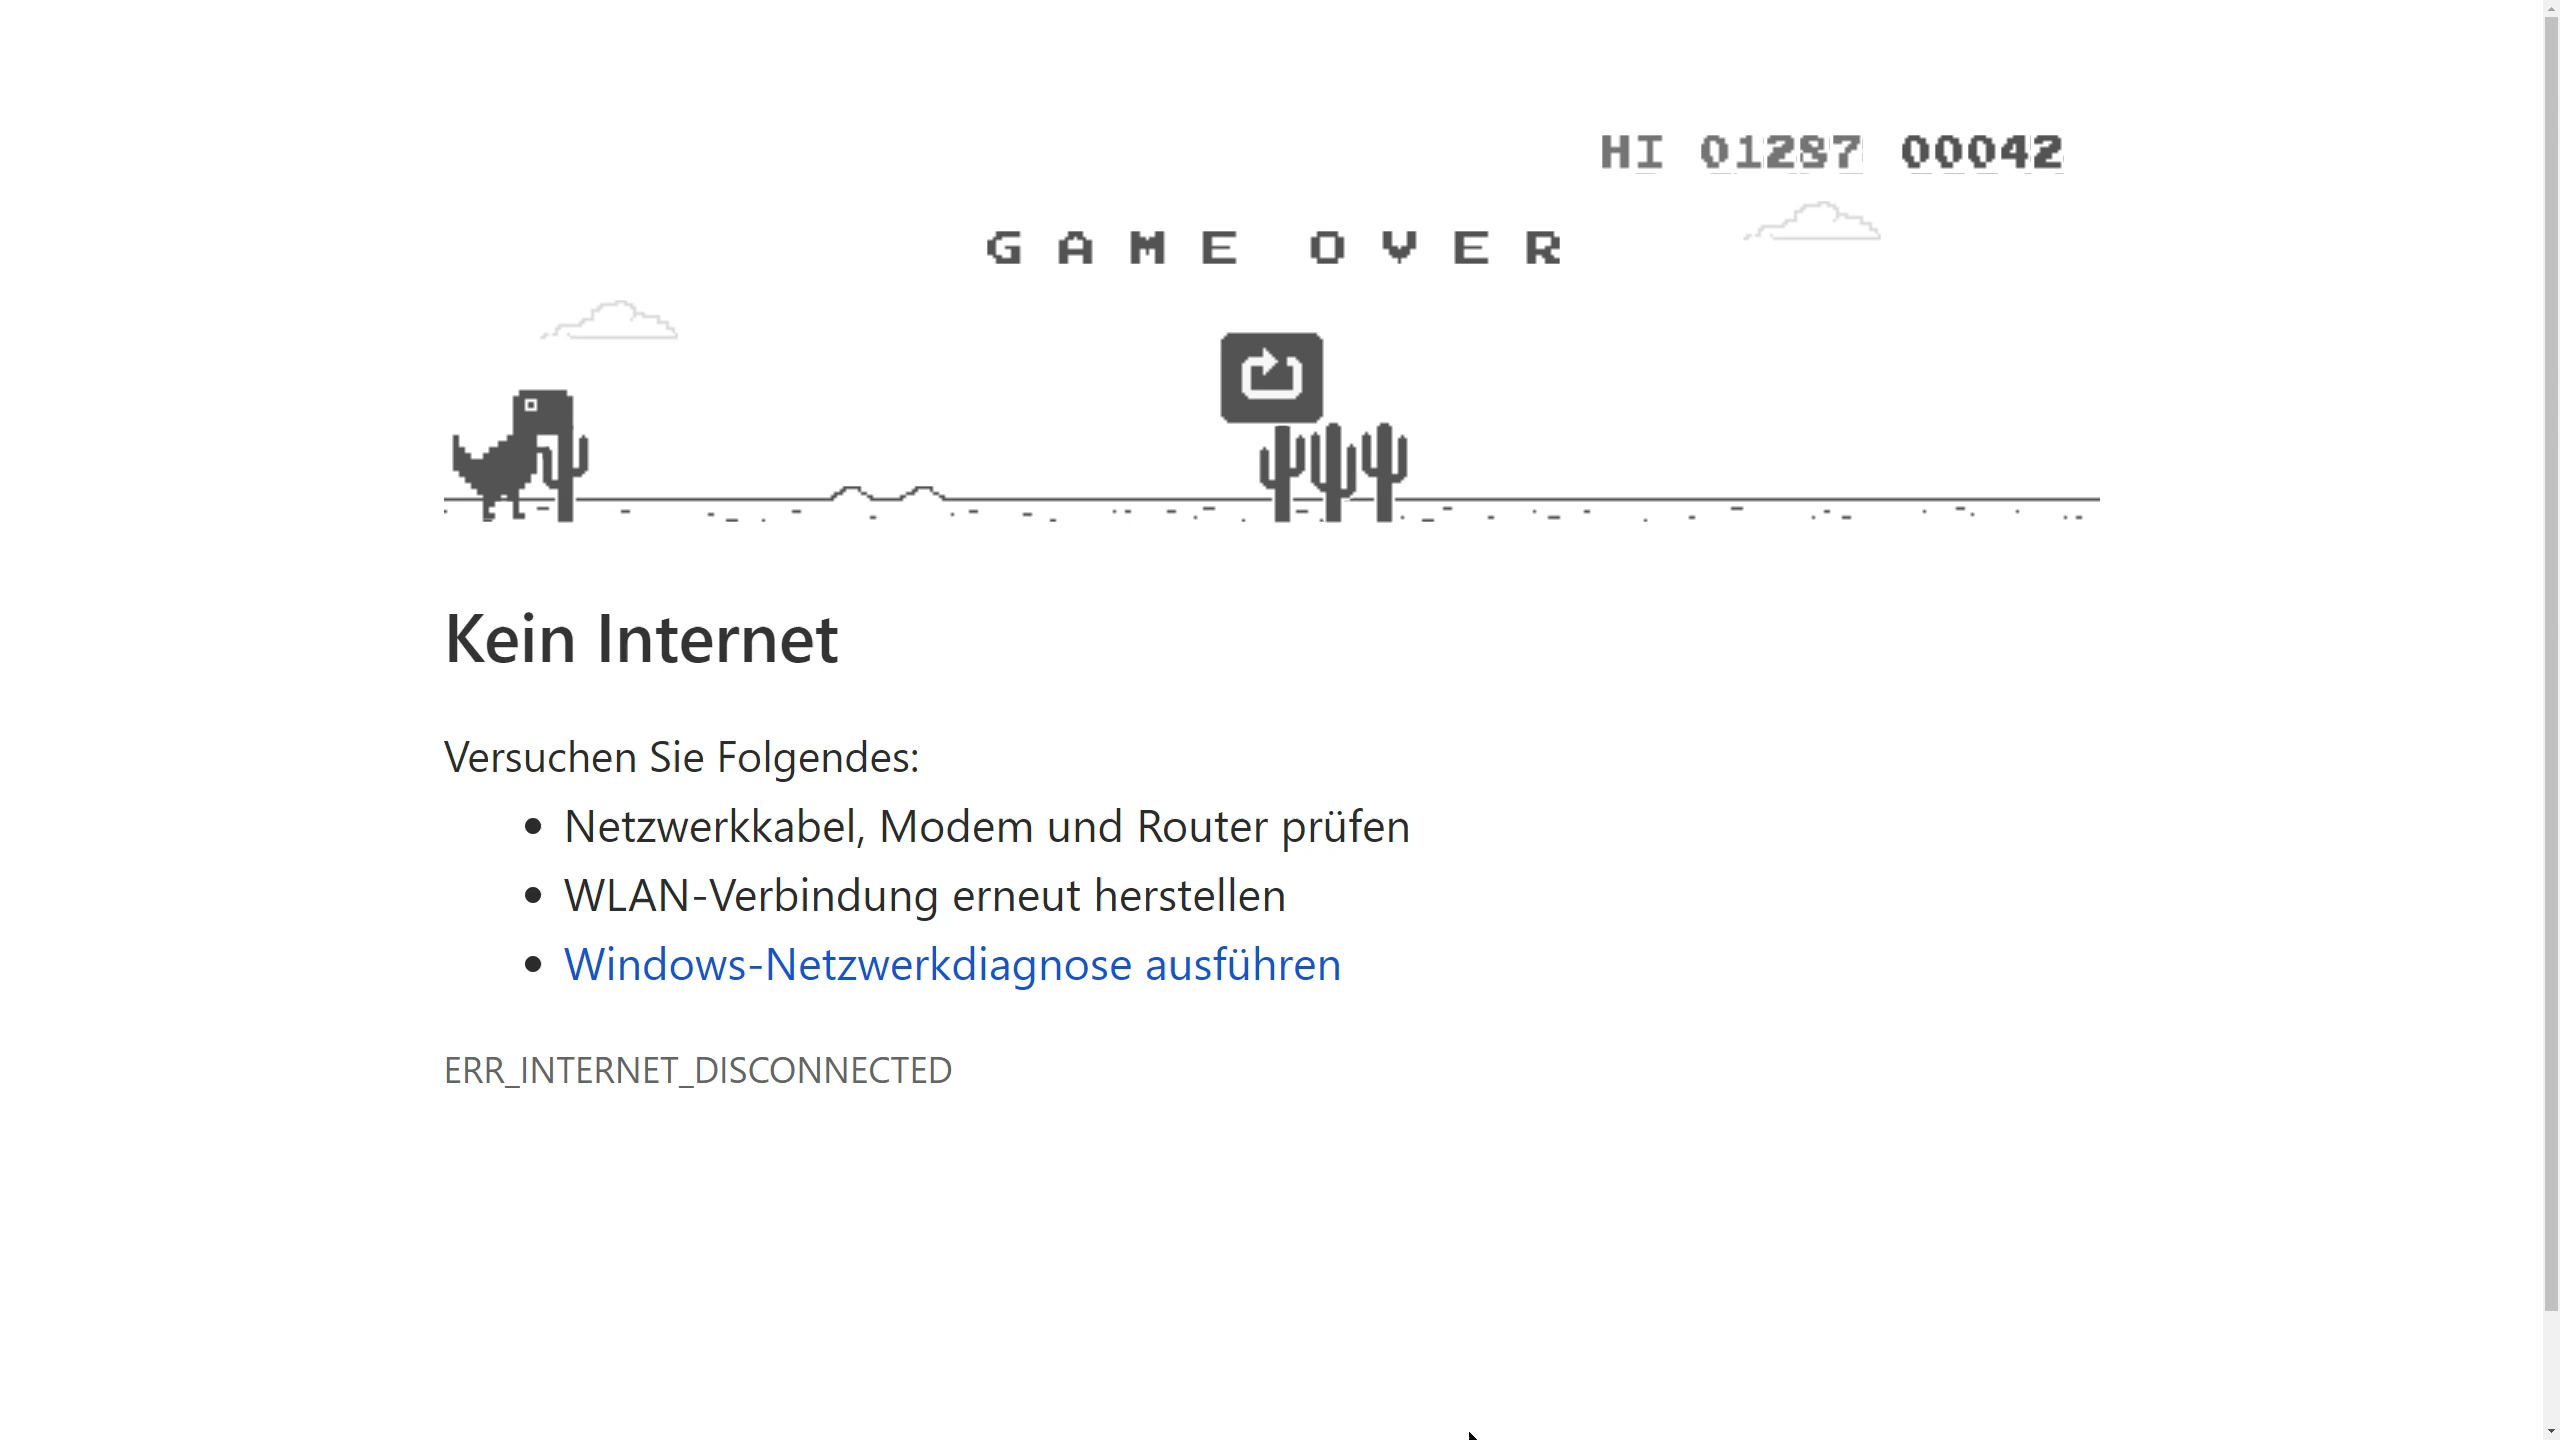 HI 01287 00042
GAME OVER
Kein Internet
Versuchen Sie Folgendes:
• Netzwerkkabel, Modem und Router prüfen
• WLAN-Verbindung erneut herstellen
• Windows-Netzwerkdiagnose ausführen
ERR_INTERNET_DISCONNECTED